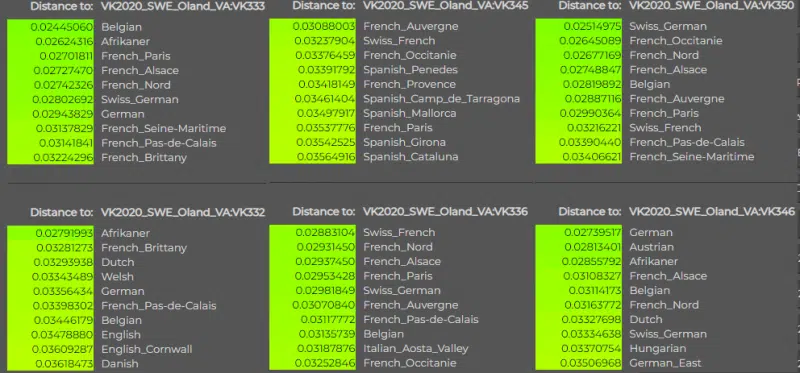 Distance to: VK2020_SWE_Oland_VA:VK333
0.02445060 Belgian
0.02624316 Afrikaner
0.02701811 French_Paris
0.02727470 French_Alsace
0.02742326 French_Nord
0.02802692 Swiss_German
0.02943829 German
0.03137829 French_Seine-Maritime
0.03141841 French_Pas-de-Calais
0.03224296 French_Brittany
Distance to: VK2020_SWE_Oland_VA:VK345
0.03088003 French_Auvergne
0.03237904 Swiss_French
0.03376459 French_Occitanie
0.03391792 Spanish_Penedes
0.03418149 French_Provence
0.03461404 Spanish_Camp_de_Tarragona
0.03497917 Spanish_Mallorca
0.03537776 French_Paris
0.03542525 Spanish_Girona
0.03564916 Spanish_Cataluna
Distance to: VK2020_SWE_Oland_VA:VK350
0.02514975 Swiss_German
0.02645089 French_Occitanie
0.02677169 French_Nord
0.02748847 French_Alsace
0.02819892 Belgian
0.02887116 French_Auvergne
0.02990364 French_Paris
0.03216221 Swiss_French
0.03390440 French_Pas-de-Calais
0.03406621 French_Seine-Maritime
Distance to: VK2020_SWE_Oland_VA:VK332
0.02791993 Afrikaner
0.03281273 French_Brittany
0.03293938 Dutch
0.03343489 Welsh
0.03356434 German
0.03398302 French_Pas-de-Calais
0.03446179 Belgian
0.03478880 English
0.03609287 English_Cornwall
0.03618473 Danish
Distance to: VK2020_SWE_Oland_VA:VK336
0.02883104 Swiss_French
0.02931450 French_Nord
0.02937450 French_Alsace
0.02953428 French_Paris
0.02981849 Swiss_German
0.03070840 French_Auvergne
0.03117772 French_Pas-de-Calais
0.03135739 Belgian
0.03187876 Italian_Aosta_Valley
0.03252846 French_Occitanie
Distance to: VK2020_SWE_Oland_VA:VK346
0.02739517 German
0.02813401 Austrian
0.02855792 Afrikaner
0.03108327 French_Alsace
0.03114173 Belgian
0.03163772 French_Nord
0.03327698 Dutch
0.03334638 Swiss_German
0.03370754 Hungarian
0.03506968 German_East